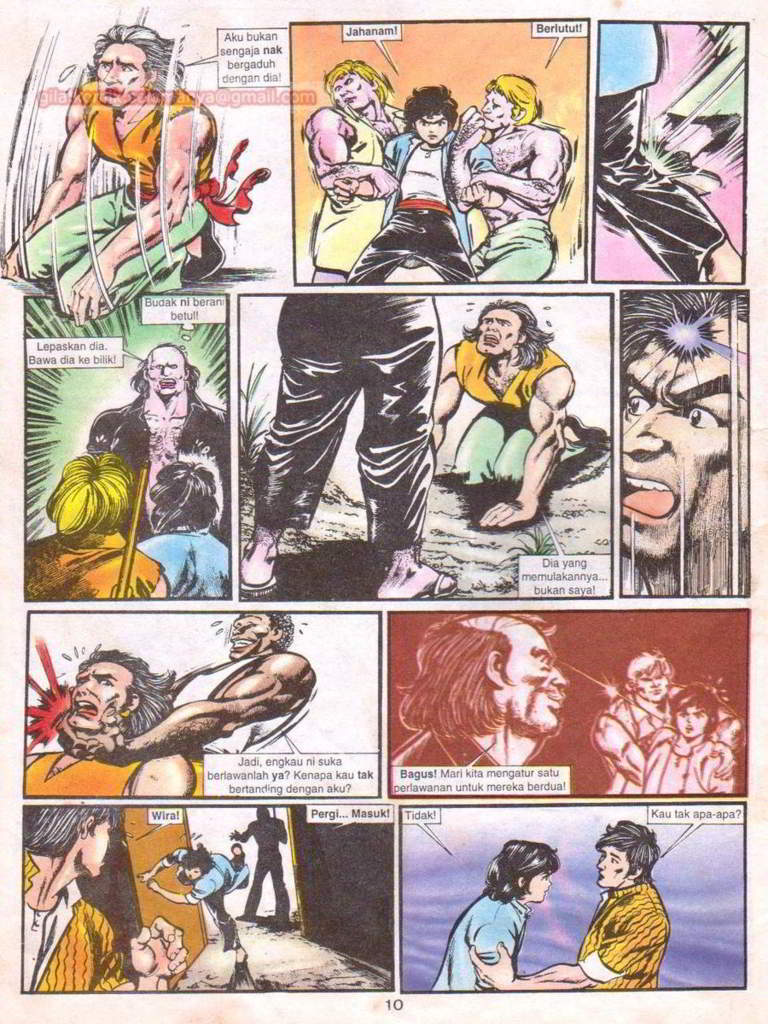 Aku bukan
sengaja nak
bergaduh
dengan dia!
Jahanam!
Berlutut!
Budak ni berani
betul!
Lepaskan dia.
Bawa dia ke bilik!
Dia yang
memulakannya...
bukan saya!
Jadi, engkau ni suka
berlawanlah ya? Kenapa kau tak
bertanding dengan aku?
Bagus! Mari kita mengatur satu
perlawanan untuk mereka berdua!
Wira!
Pergi... Masuk!
Tidak!
Kau tak apa-apa?
10